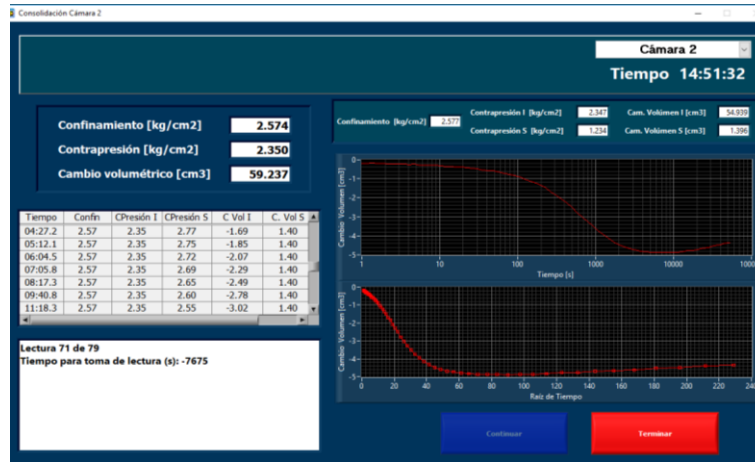 Consolidación Cámara 2
Cámara 2
Tiempo 14:51:32
Confinamiento [kg/cm2] 2.574
Contrapresión [kg/cm2] 2.350
Cambio volumétrico [cm3] 59.237
Confinamiento [kg/cm2] 2.577
Contrapresión I [kg/cm2] 2.347
Cam. Volúmen I [cm3] 54.939
Contrapresión S [kg/cm2] 1.234
Cam. Volúmen S [cm3] 1.396
Tiempo Confin CPresión I CPresión S C Vol I C. Vol S
04:27.2 2.57 2.35 2.77 -1.69 1.40
05:12.1 2.57 2.35 2.75 -1.85 1.40
06:04.5 2.57 2.35 2.72 -2.07 1.40
07:05.8 2.57 2.35 2.69 -2.29 1.40
08:17.3 2.57 2.35 2.65 -2.49 1.40
09:40.8 2.57 2.35 2.60 -2.78 1.40
11:18.3 2.57 2.35 2.55 -3.02 1.40
Cambio Volumen [cm3]
0
-1
-2
-3
-4
-5
1 10 100 1000 10000 1000
Tiempo [s]
Cambio Volumen [cm3]
0
-1
-2
-3
-4
-5
0 20 40 60 80 100 120 140 160 180 200 220 240
Raíz de Tiempo
Lectura 71 de 79
Tiempo para toma de lectura (s): -7675
Continuar
Terminar